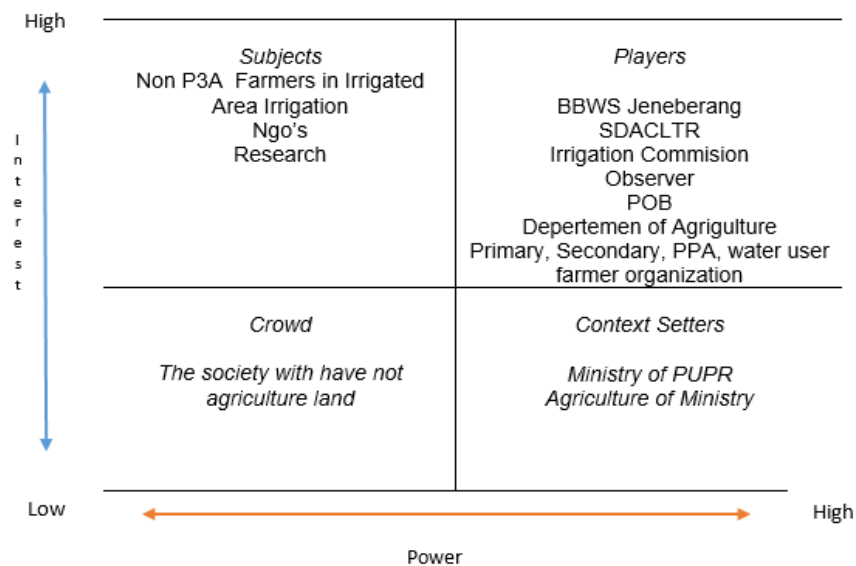 High
Interest
Subjects
Non P3A Farmers in Irrigated
Area Irrigation
Ngo's
Research
Players
BBWS Jeneberang
SDACLTR
Irrigation Commision
Observer
POB
Departemen of Agrigulture
Primary, Secondary, PPA, water user
farmer organization
Crowd
The society with have not
agriculture land
Context Setters
Ministry of PUPR
Agriculture of Ministry
Low
High
Power